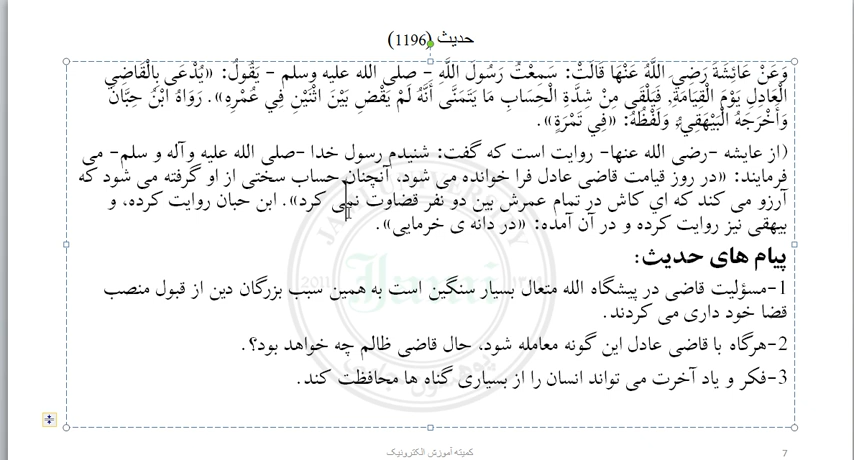 حدیث (1196)
وَعَنْ عَائِشَةَ رَضِيَ اللَّهُ عَنْهَا قَالَتْ: سَمِعْتُ رَسُولَ اللَّهِ – صلى الله عليه وسلم – يَقُولُ: «يُدْعَى بِالْقَاضِي
الْعَادِلِ يَوْمَ الْقِيَامَةِ, فَيَلْقَى مِنْ شِدَّةِ الْحِسَابِ مَا يَتَمَنَّى أَنَّهُ لَمْ يَقْضِ بَيْنَ اثْنَيْنِ فِي عُمْرِهِ». رَوَاهُ ابْنُ حِبَّانَ
وَأَخْرَجَهُ الْبَيْهَقِيُّ, وَلَفْظُهُ: «فِي تَمْرَةٍ».
(از عایشه –رضی الله عنها– روایت است که گفت: شنیدم رسول خدا –صلی الله علیه وآله و سلم– می
فرمایند: «در روز قیامت قاضی عادل فرا خوانده می شود، آنچنان حساب سختی از او گرفته می شود که
آرزو می کند که اي کاش در تمام عمرش بین دو نفر قضاوت نمی کرد». ابن حبان روایت کرده، و
بیهقی نیز روایت کرده و در آن آمده: «در دانه ی خرمایی».
پیام های حدیث:
1-مسؤلیت قاضی در پیشگاه الله متعال بسیار سنگین است به همین سبب بزرگان دین از قبول منصب
قضا خود داری می کردند.
2-هرگاه با قاضی عادل این گونه معامله شود، حال قاضی ظالم چه خواهد بود؟.
3-فکر و یاد آخرت می تواند انسان را از بسیاری گناه ها محافظت کند.
کمیته آموزش الکترونیک
7